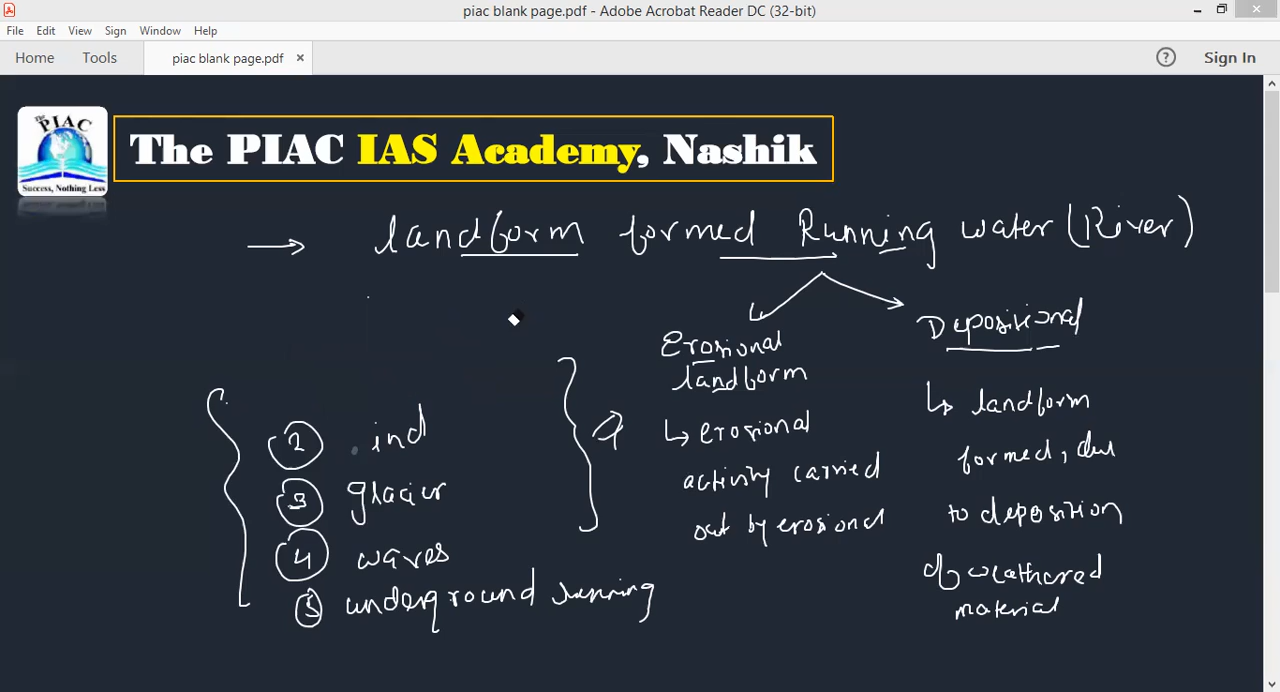 piac blank page.pdf - Adobe Acrobat Reader DC (32-bit)
File Edit View Sign Window Help
Home Tools piac blank page.pdf × ? Sign In
The PIAC
Success, Nothing Less
The PIAC IAS Academy, Nashik
→ landform formed Running water (River)
Erosional
landform
↳ erosional
activity carried
out by erosional
Depositional
↳ landform
formed, due
to deposition
of weathered
material
2 ind
3 glacier
4 waves
5 underground running